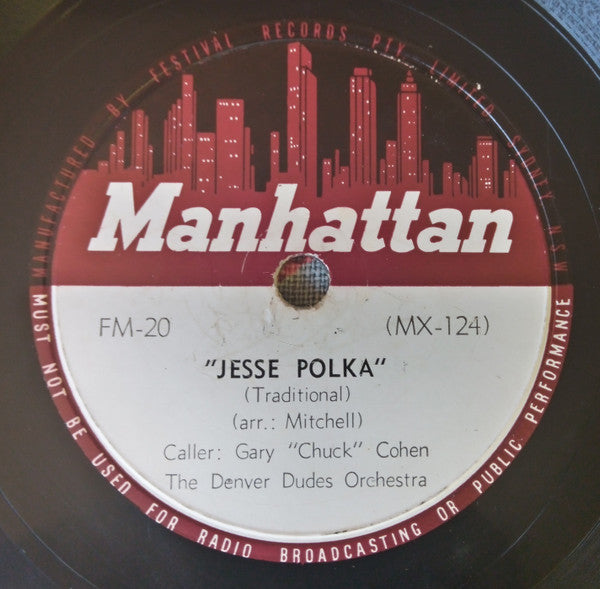 MANUFACTURED BY FESTIVAL RECORDS PTY. LIMITED SYDNEY N.S.W.
Manhattan
FM-20 (MX-124)
"JESSE POLKA"
(Traditional)
(arr.: Mitchell)
Caller: Gary "Chuck" Cohen
The Denver Dudes Orchestra
MUST NOT BE USED FOR RADIO BROADCASTING OR PUBLIC PERFORMANCE